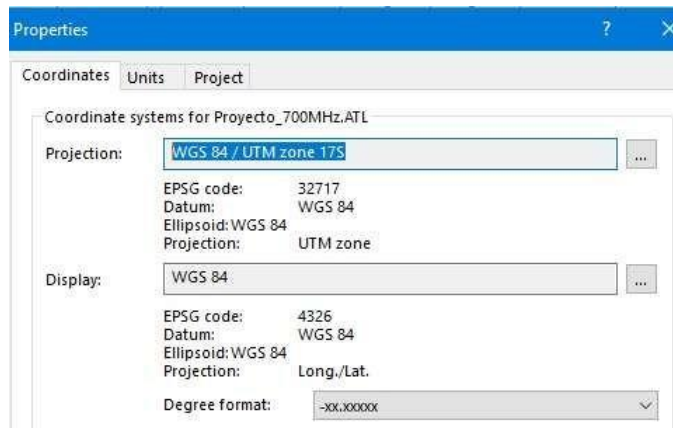 Properties ?
Coordinates Units Project
Coordinate systems for Proyecto_700MHz.ATL
Projection: WGS 84 / UTM zone 17S ...
EPSG code: 32717
Datum: WGS 84
Ellipsoid: WGS 84
Projection: UTM zone
Display: WGS 84 ...
EPSG code: 4326
Datum: WGS 84
Ellipsoid: WGS 84
Projection: Long./Lat.
Degree format: -xx.xxxxx